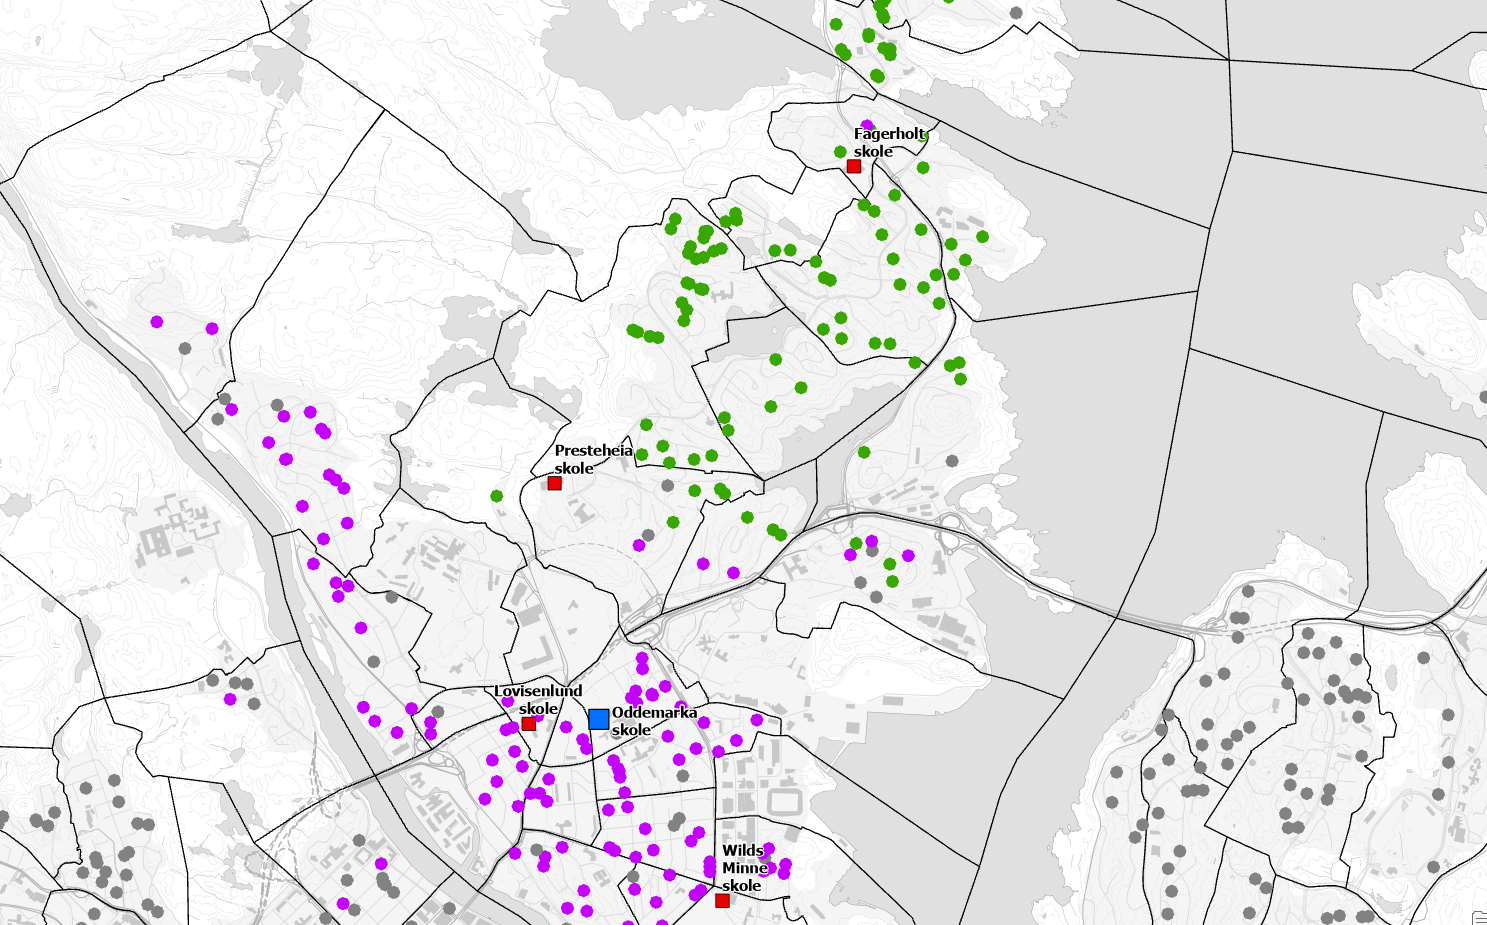 Fagerholt
skole
Presteheia
skole
Lovisenlund
skole
Oddemarka
skole
Wilds
Minne
skole